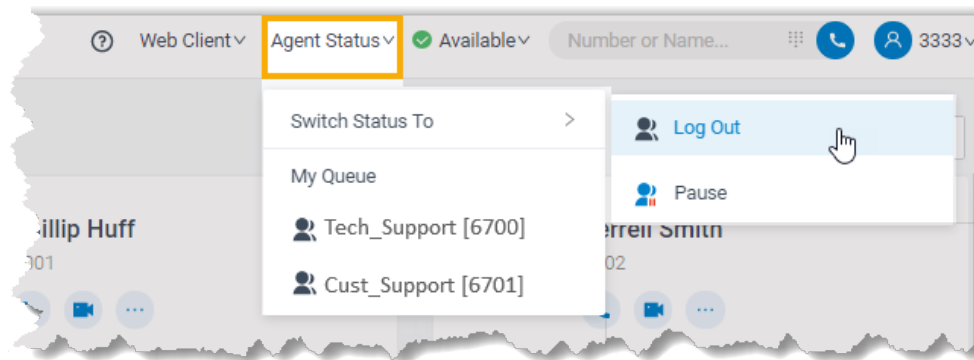 Web Client
Agent Status
Available
Number or Name...
3333
Switch Status To
Log Out
My Queue
Pause
Tech_Support [6700]
Cust_Support [6701]
illip Huff
001
errell Smith
02